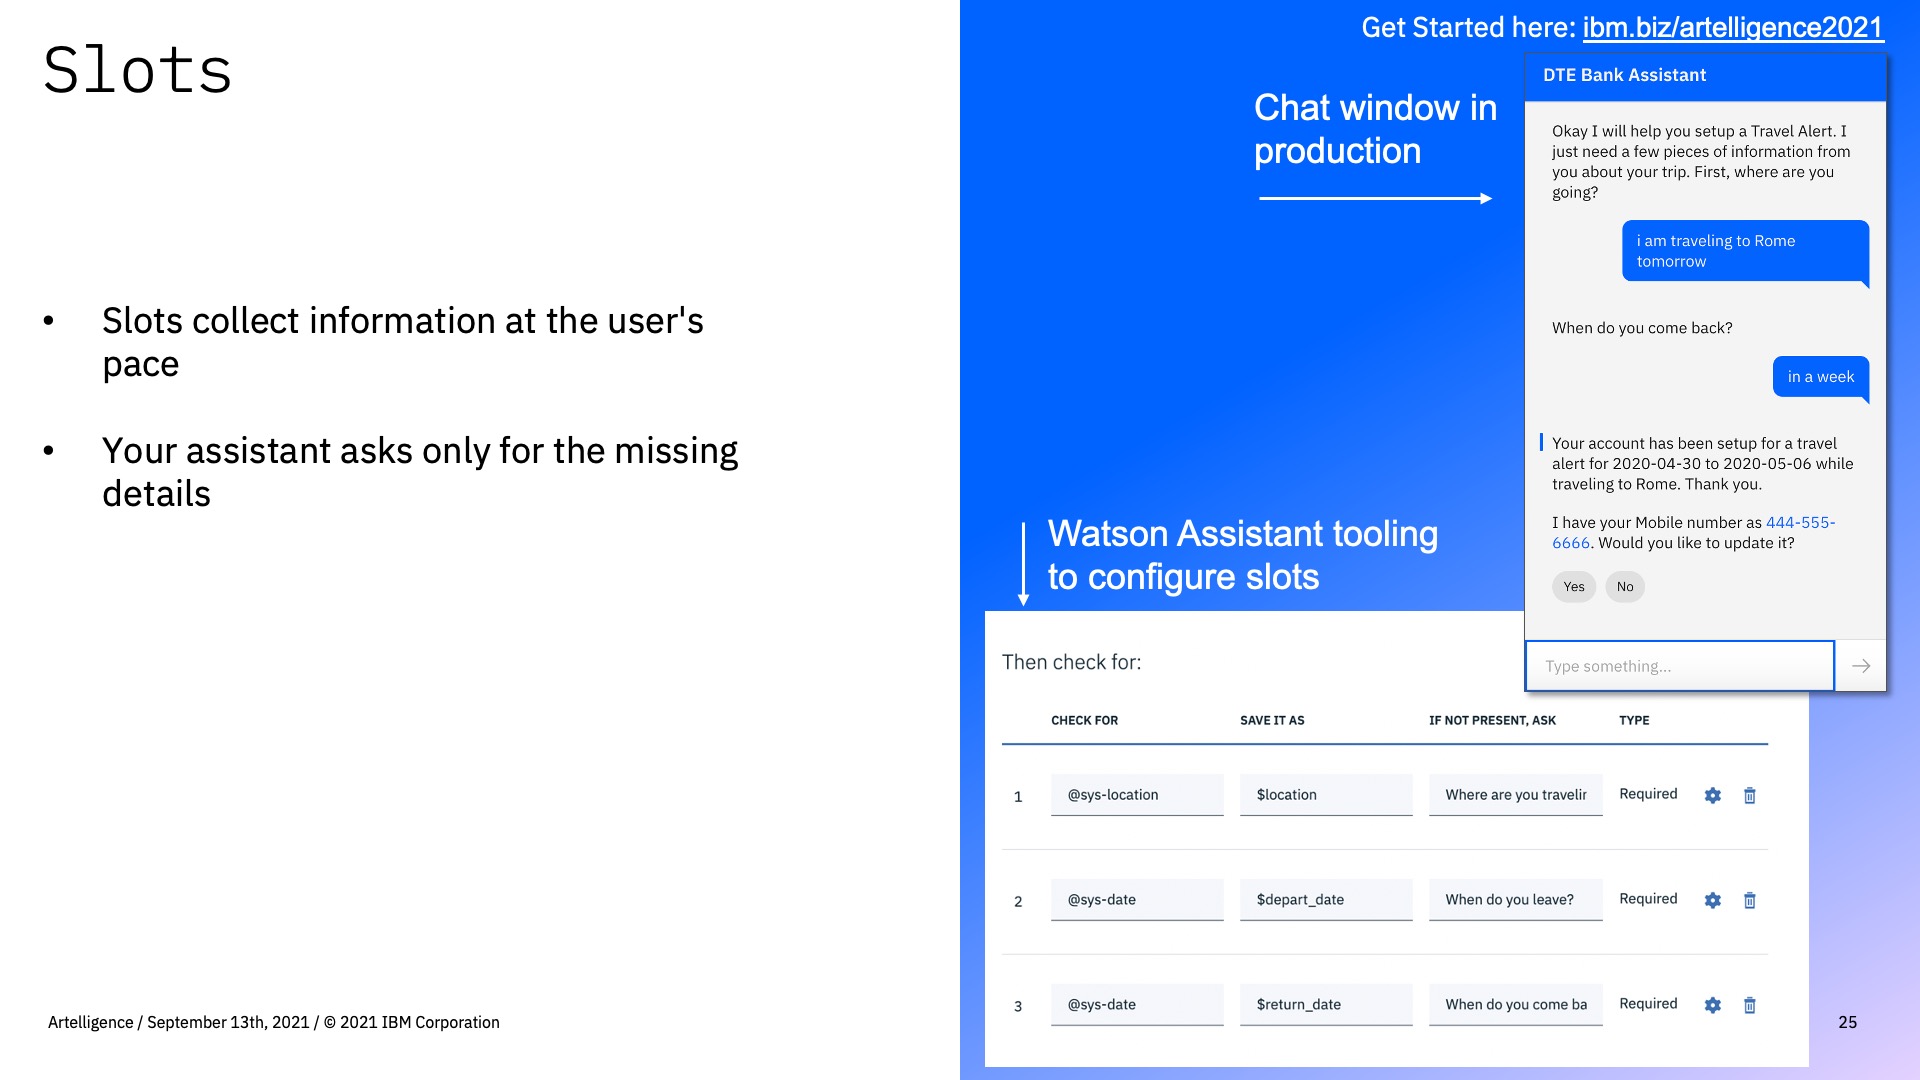 Slots
• Slots collect information at the user's
pace
• Your assistant asks only for the missing
details
Artelligence / September 13th, 2021 / © 2021 IBM Corporation
Get Started here: ibm.biz/artelligence2021
Chat window in
production
DTE Bank Assistant
Okay I will help you setup a Travel Alert. I
just need a few pieces of information from
you about your trip. First, where are you
going?
i am traveling to Rome
tomorrow
When do you come back?
in a week
Your account has been setup for a travel
alert for 2020-04-30 to 2020-05-06 while
traveling to Rome. Thank you.
I have your Mobile number as 444-555-
6666. Would you like to update it?
Yes No
Type something...
Watson Assistant tooling
to configure slots
Then check for:
CHECK FOR SAVE IT AS IF NOT PRESENT, ASK TYPE
1 @sys-location $location Where are you travelir Required
2 @sys-date $depart_date When do you leave? Required
3 @sys-date $return_date When do you come ba Required
25